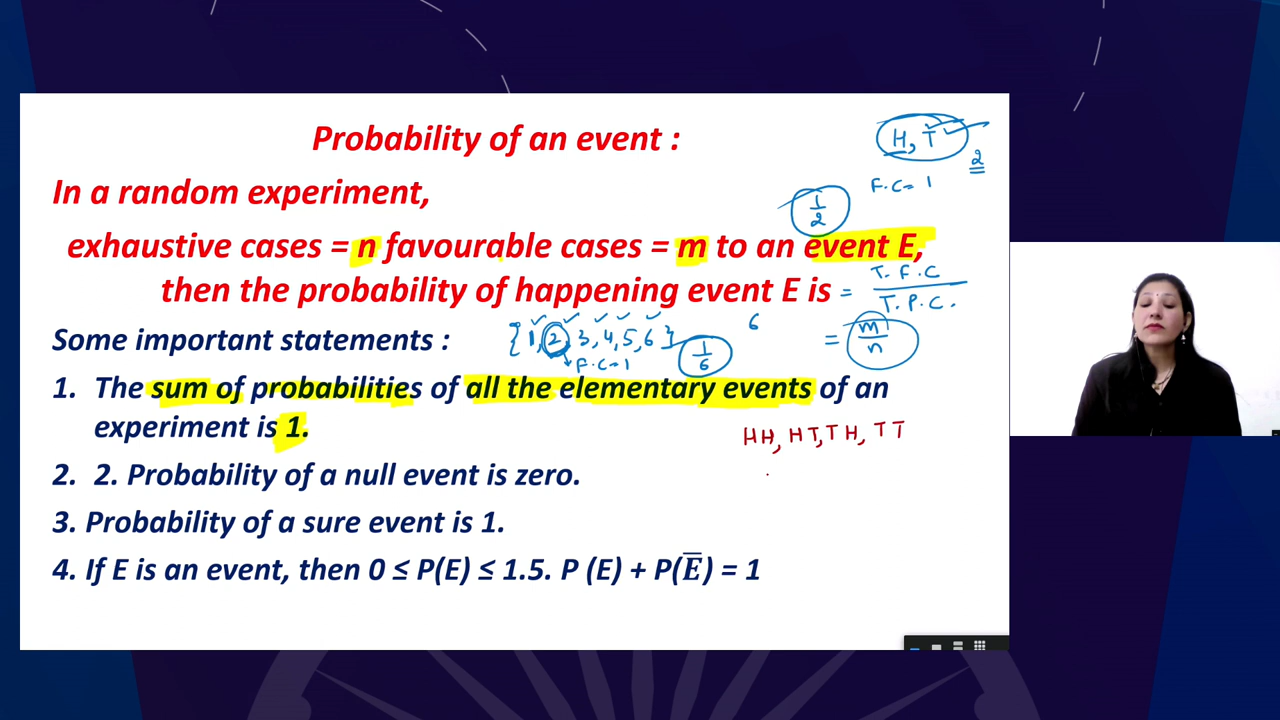 Probability of an event :
H, T
2
In a random experiment,
F.C = 1
1/2
exhaustive cases = n favourable cases = m to an event E,
then the probability of happening event E is = T.F.C / T.P.C.
Some important statements :
{1, 2, 3, 4, 5, 6}
6
= m/n
F.C = 1
1/6
1. The sum of probabilities of all the elementary events of an
experiment is 1.
HH, HT, TH, TT
2. 2. Probability of a null event is zero.
3. Probability of a sure event is 1.
4. If E is an event, then 0 ≤ P(E) ≤ 1.5. P (E) + P(E̅) = 1